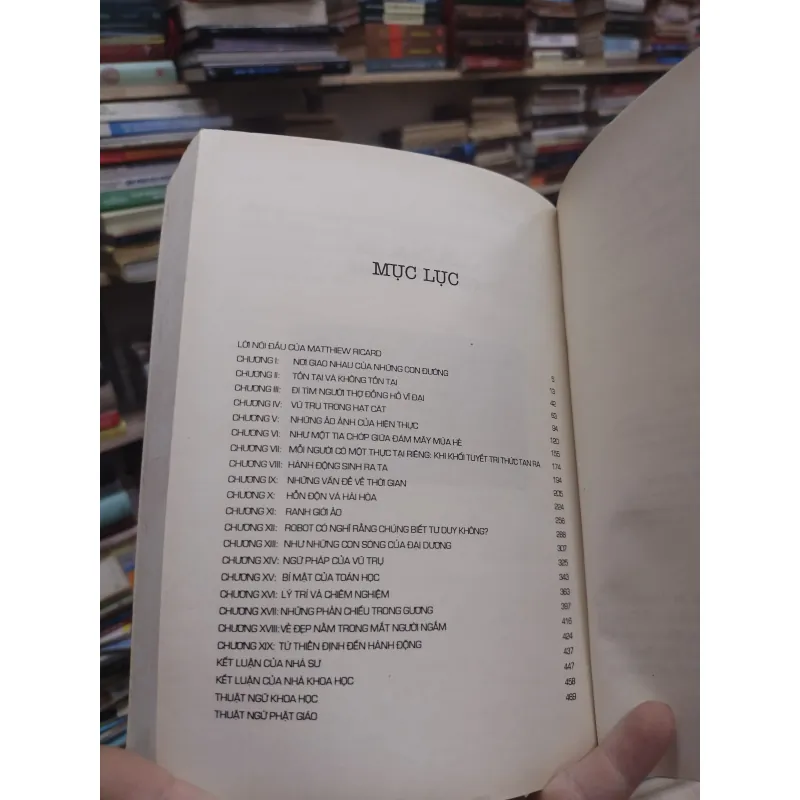 MỤC LỤC
LỜI NÓI ĐẦU CỦA MATTHIEW RICARD 5
CHƯƠNG I: NƠI GIAO NHAU CỦA NHỮNG CON ĐƯỜNG 13
CHƯƠNG II: TỒN TẠI VÀ KHÔNG TỒN TẠI 42
CHƯƠNG III: ĐI TÌM NGƯỜI THỢ ĐỒNG HỒ VĨ ĐẠI 63
CHƯƠNG IV: VŨ TRỤ TRONG HẠT CÁT 84
CHƯƠNG V: NHỮNG ẢO ẢNH CỦA HIỆN THỰC 120
CHƯƠNG VI: NHƯ MỘT TIA CHỚP GIỮA ĐÁM MÂY MÙA HÈ 155
CHƯƠNG VII: MỖI NGƯỜI CÓ MỘT THỰC TẠI RIÊNG: KHI KHỐI TUYẾT TRI THỨC TAN RA 174
CHƯƠNG VIII: HÀNH ĐỘNG SINH RA TA 194
CHƯƠNG IX: NHỮNG VẤN ĐỀ VỀ THỜI GIAN 205
CHƯƠNG X: HỖN ĐỘN VÀ HÀI HÒA 224
CHƯƠNG XI: RANH GIỚI ẢO 256
CHƯƠNG XII: ROBOT CÓ NGHĨ RẰNG CHÚNG BIẾT TƯ DUY KHÔNG? 288
CHƯƠNG XIII: NHƯ NHỮNG CON SÓNG CỦA ĐẠI DƯƠNG 307
CHƯƠNG XIV: NGỮ PHÁP CỦA VŨ TRỤ 325
CHƯƠNG XV: BÍ MẬT CỦA TOÁN HỌC 343
CHƯƠNG XVI: LÝ TRÍ VÀ CHIÊM NGHIỆM 363
CHƯƠNG XVII: NHỮNG PHẢN CHIẾU TRONG GƯƠNG 397
CHƯƠNG XVIII: VẺ ĐẸP NẰM TRONG MẮT NGƯỜI NGẮM 416
CHƯƠNG XIX: TỪ THIỀN ĐỊNH ĐẾN HÀNH ĐỘNG 424
KẾT LUẬN CỦA NHÀ SƯ 437
KẾT LUẬN CỦA NHÀ KHOA HỌC 447
THUẬT NGỮ KHOA HỌC 458
THUẬT NGỮ PHẬT GIÁO 469